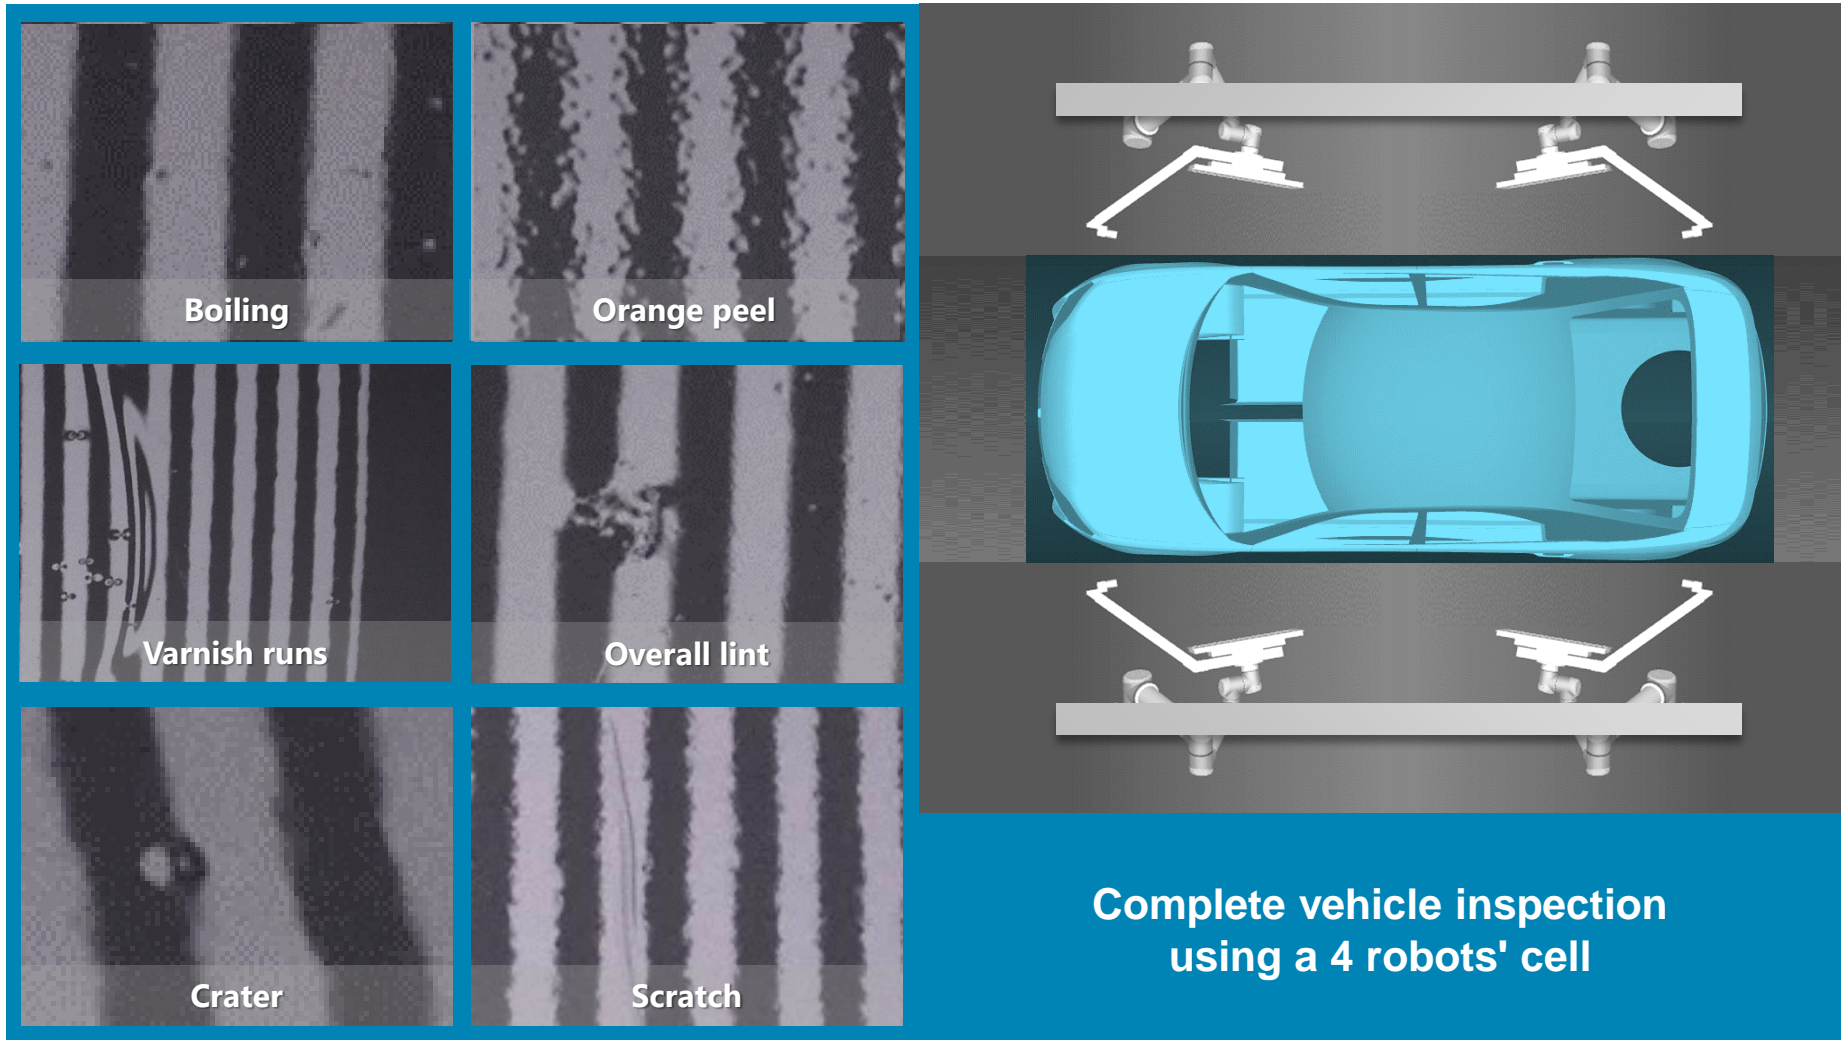 Boiling
Orange peel
Varnish runs
Overall lint
Crater
Scratch
Complete vehicle inspection
using a 4 robots' cell